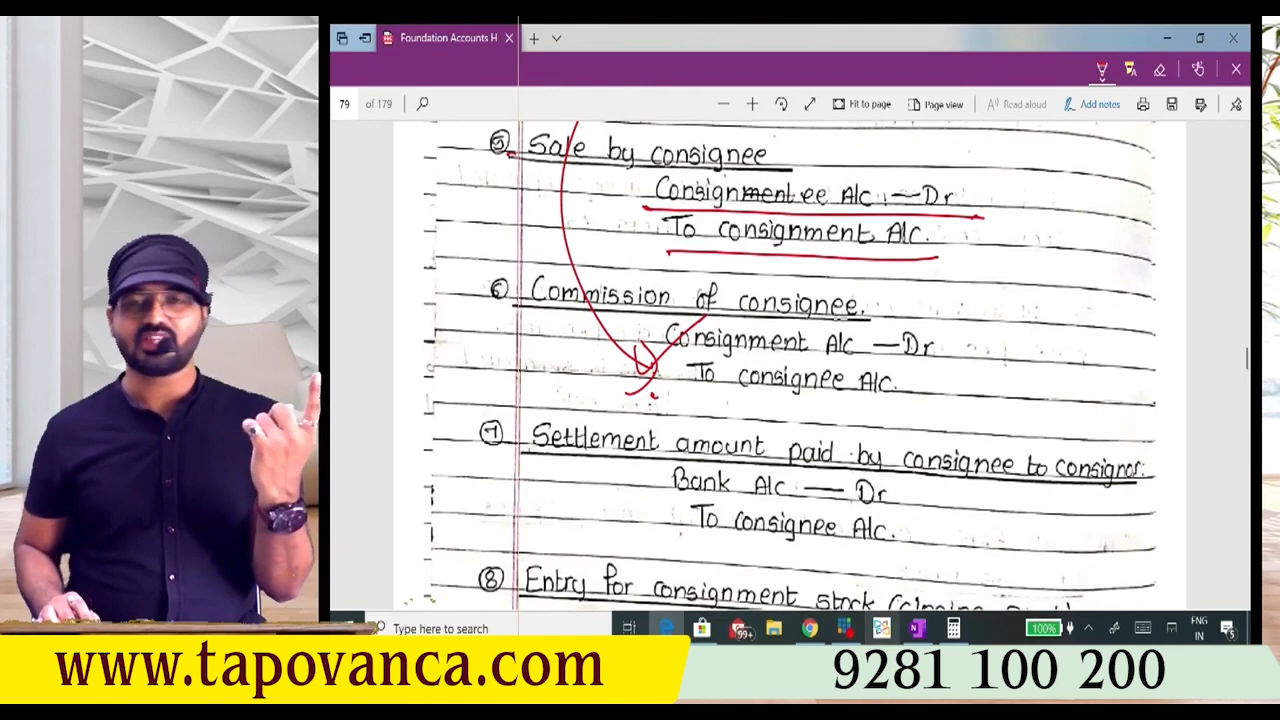 Foundation Accounts H
79 of 179
Fit to page
Page view
Read aloud
Add notes
5 Sale by consignee
Consignmentee A/c. — Dr
To consignment A/c.
6 Commission of consignee.
Consignment A/c — Dr
To consignee A/c.
7 Settlement amount paid by consignee to consignor.
Bank A/c — Dr
To consignee A/c.
8 Entry for consignment stock
Type here to search
99+
100%
ENG
IN
5
www.tapovanca.com
9281 100 200